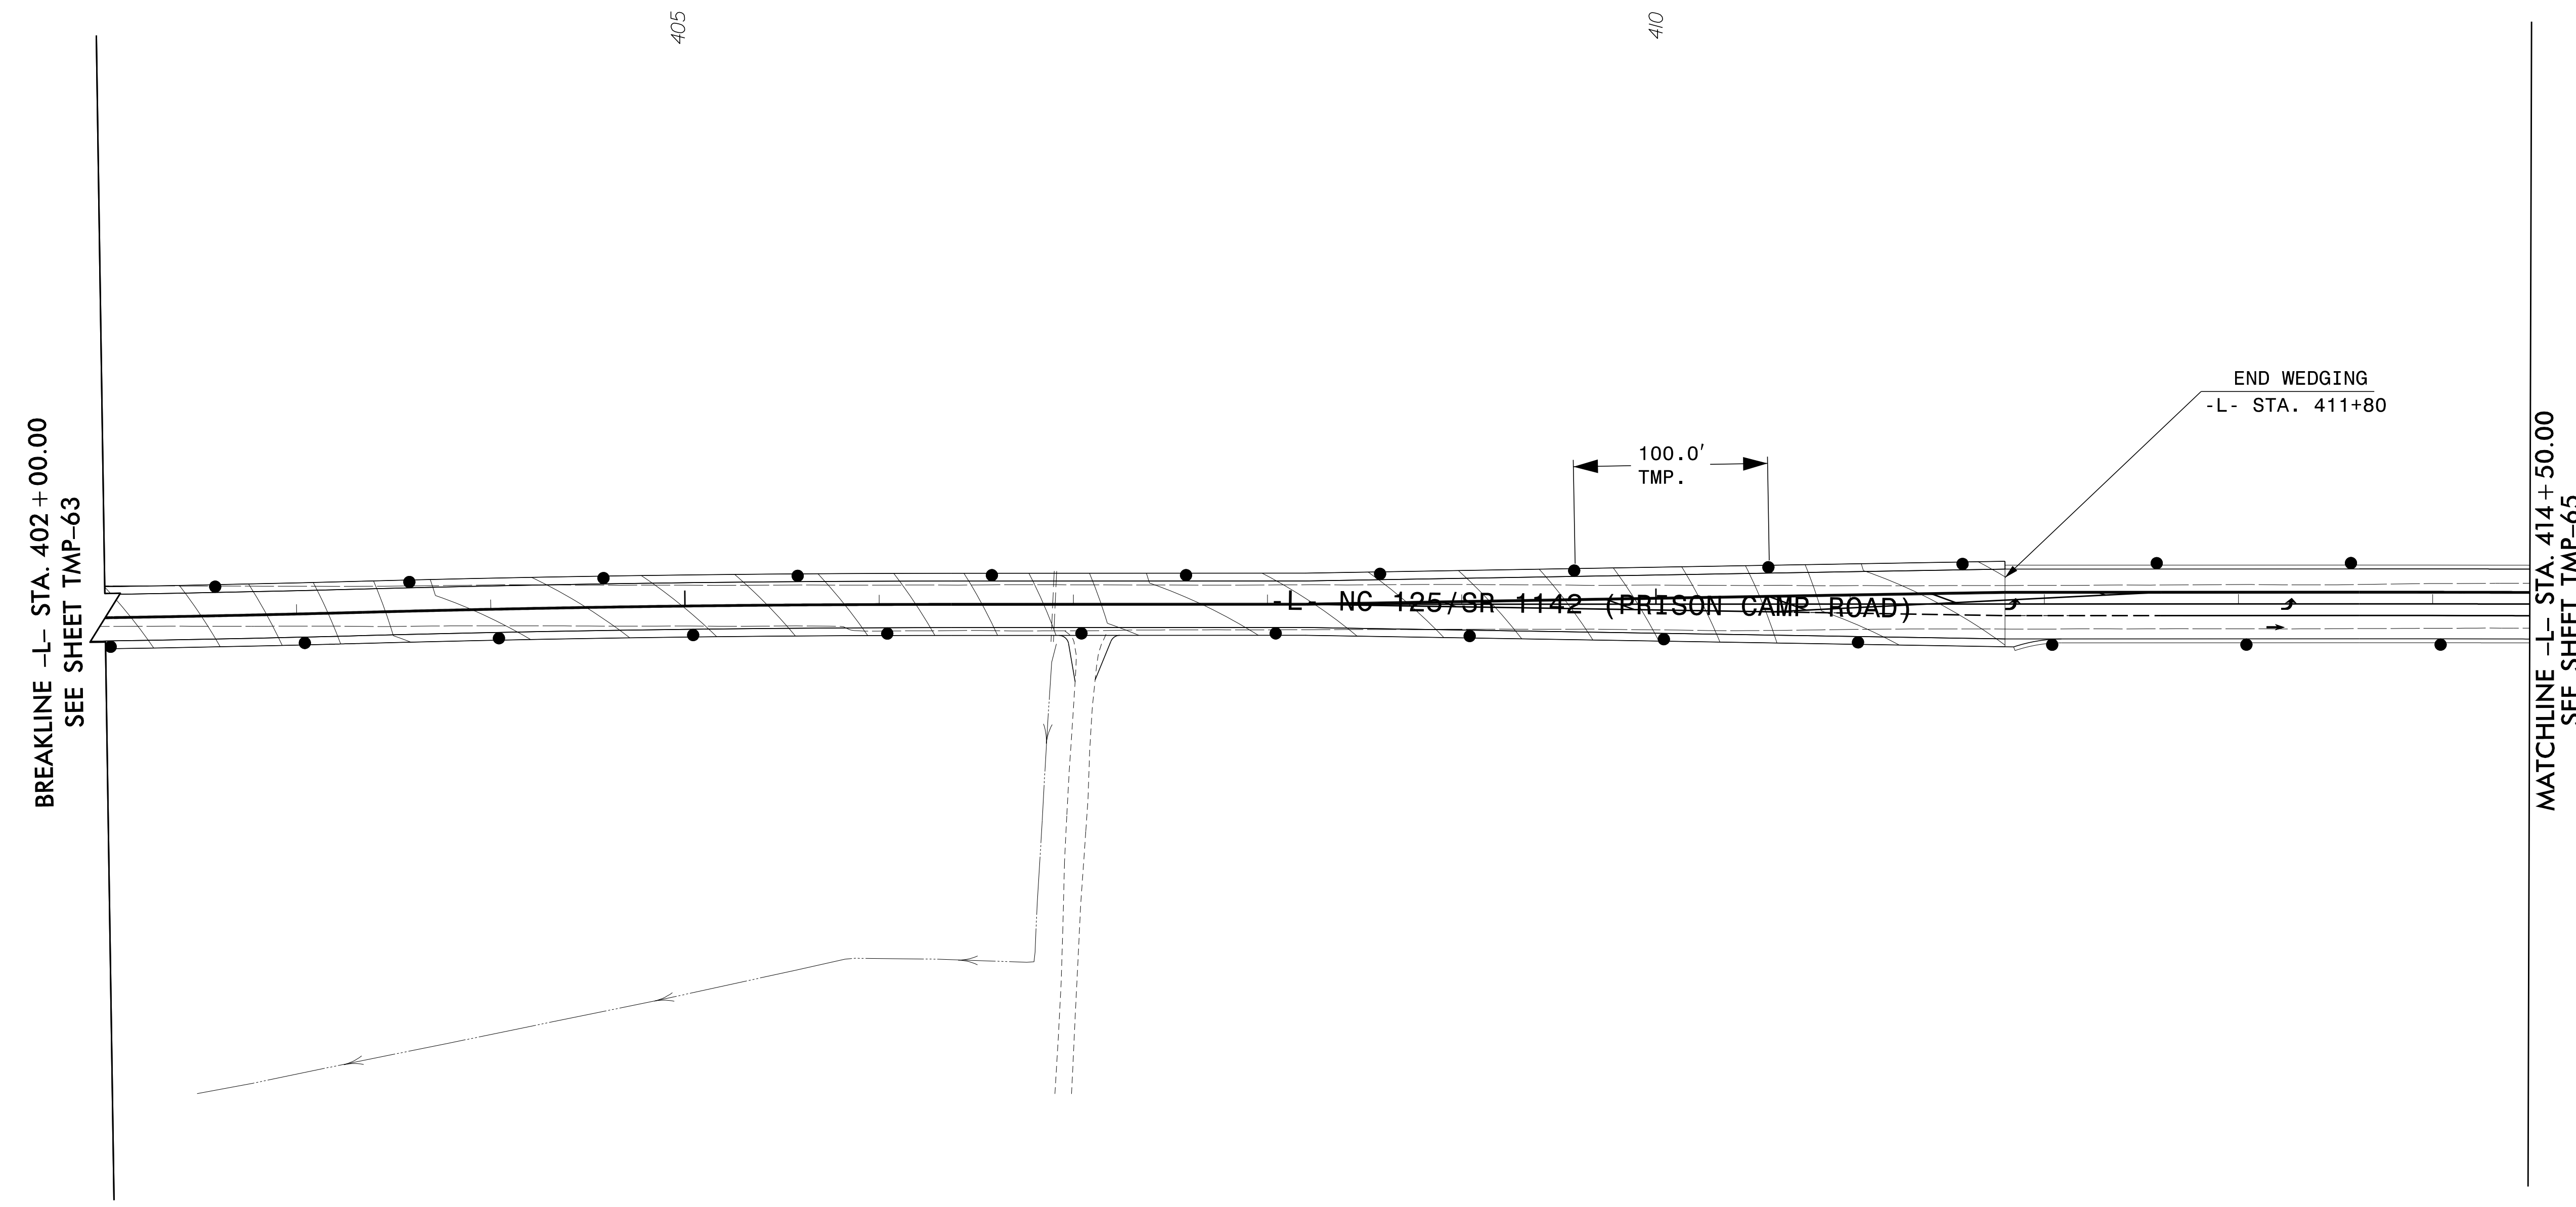 405
410
BREAKLINE -L- STA. 402+00.00
SEE SHEET TMP-63
END WEDGING
-L- STA. 411+80
100.0'
TMP.
-L- NC 125/SR 1142 (PRISON CAMP ROAD)
MATCHLINE -L- STA. 414+50.00
SEE SHEET TMP-65